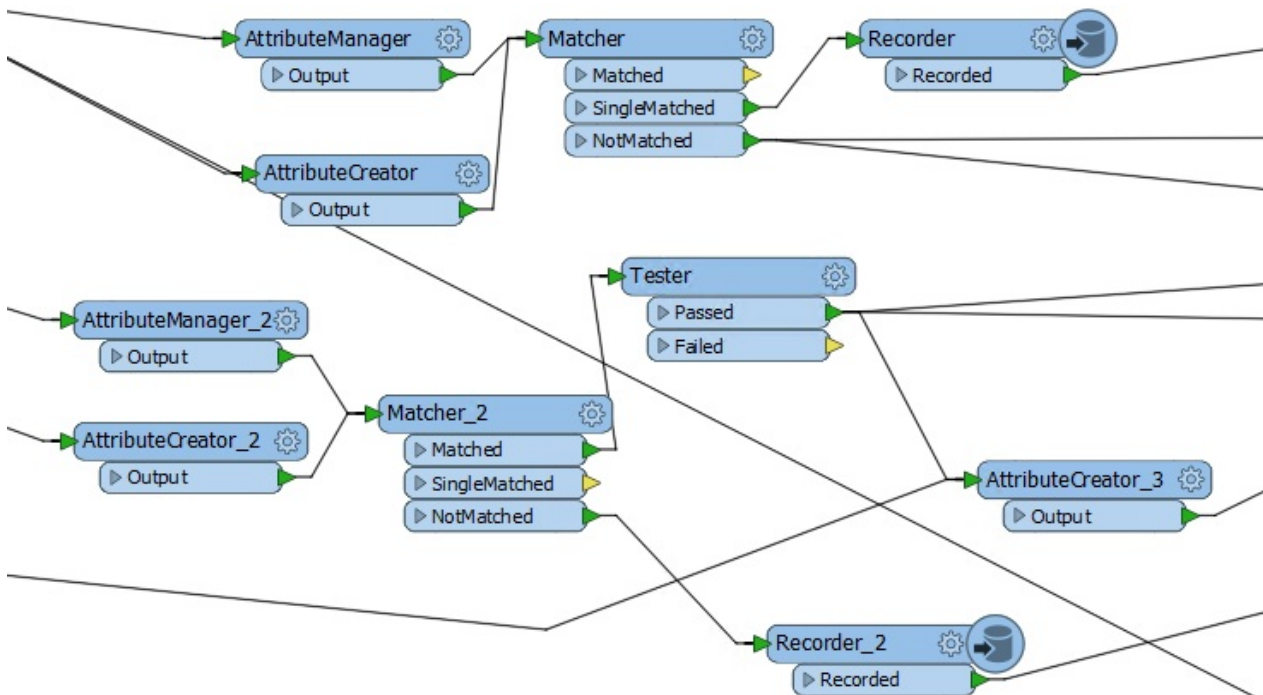 AttributeManager
Output
Matcher
Matched
SingleMatched
NotMatched
Recorder
Recorded
AttributeCreator
Output
Tester
Passed
Failed
AttributeManager_2
Output
AttributeCreator_2
Output
Matcher_2
Matched
SingleMatched
NotMatched
AttributeCreator_3
Output
Recorder_2
Recorded